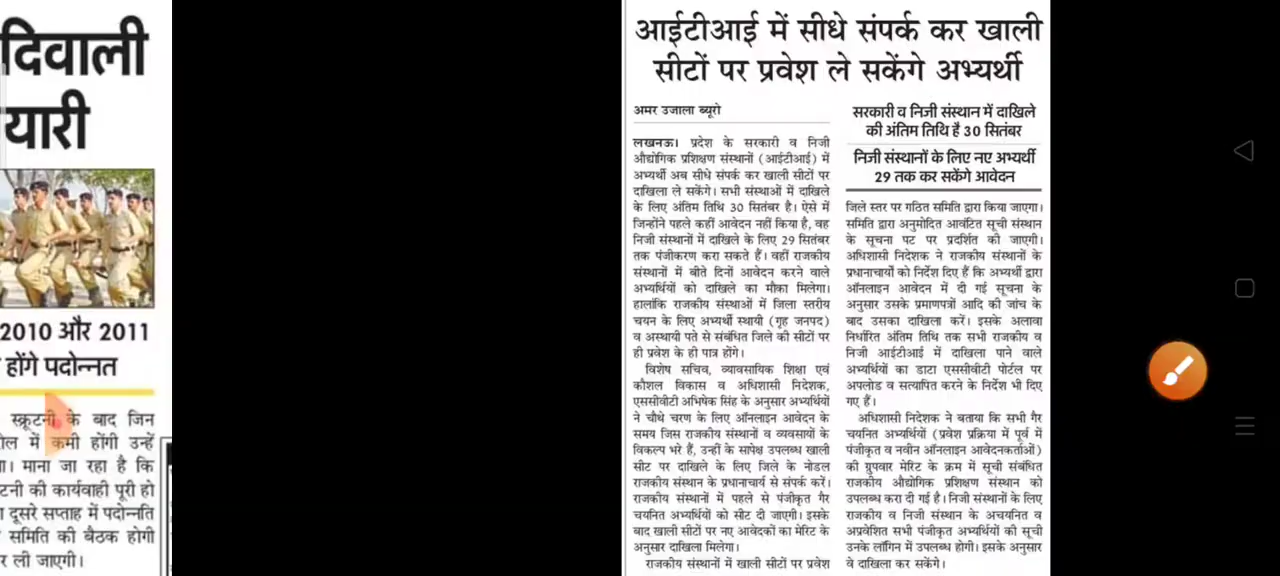 दिवाली
यारी
2010 और 2011
होंगे पदोन्नत
स्क्रूटनी के बाद जिन
ोल में कमी होगी उन्हें
ा। माना जा रहा है कि
टनी की कार्यवाही पूरी हो
दूसरे सप्ताह में पदोन्नति
समिति की बैठक होगी
र ली जाएगी।
आईटीआई में सीधे संपर्क कर खाली
सीटों पर प्रवेश ले सकेंगे अभ्यर्थी
अमर उजाला ब्यूरो
लखनऊ। प्रदेश के सरकारी व निजी
औद्योगिक प्रशिक्षण संस्थानों (आईटीआई) में
अभ्यर्थी अब सीधे संपर्क कर खाली सीटों पर
दाखिला ले सकेंगे। सभी संस्थाओं में दाखिले
के लिए अंतिम तिथि 30 सितंबर है। ऐसे में
जिन्होंने पहले कहीं आवेदन नहीं किया है, वह
निजी संस्थानों में दाखिले के लिए 29 सितंबर
तक पंजीकरण करा सकते हैं। वहीं राजकीय
संस्थानों में बीते दिनों आवेदन करने वाले
अभ्यर्थियों को दाखिले का मौका मिलेगा।
हालांकि राजकीय संस्थाओं में जिला स्तरीय
चयन के लिए अभ्यर्थी स्थायी (गृह जनपद)
व अस्थायी पते से संबंधित जिले की सीटों पर
ही प्रवेश के ही पात्र होंगे।
विशेष सचिव, व्यावसायिक शिक्षा एवं
कौशल विकास व अधिशासी निदेशक,
एससीवीटी अभिषेक सिंह के अनुसार अभ्यर्थियों
ने चौथे चरण के लिए ऑनलाइन आवेदन के
समय जिस राजकीय संस्थानों व व्यवसायों के
विकल्प भरे हैं, उन्हीं के सापेक्ष उपलब्ध खाली
सीट पर दाखिले के लिए जिले के नोडल
राजकीय संस्थान के प्रधानाचार्य से संपर्क करें।
राजकीय संस्थानों में पहले से पंजीकृत गैर
चयनित अभ्यर्थियों को सीट दी जाएगी। इसके
बाद खाली सीटों पर नए आवेदकों का मेरिट के
अनुसार दाखिला मिलेगा।
राजकीय संस्थानों में खाली सीटों पर प्रवेश
सरकारी व निजी संस्थान में दाखिले
की अंतिम तिथि है 30 सितंबर
निजी संस्थानों के लिए नए अभ्यर्थी
29 तक कर सकेंगे आवेदन
जिले स्तर पर गठित समिति द्वारा किया जाएगा।
समिति द्वारा अनुमोदित आवंटित सूची संस्थान
के सूचना पट पर प्रदर्शित की जाएगी।
अधिशासी निदेशक ने राजकीय संस्थानों के
प्रधानाचार्यों को निर्देश दिए हैं कि अभ्यर्थी द्वारा
ऑनलाइन आवेदन में दी गई सूचना के
अनुसार उसके प्रमाणपत्रों आदि की जांच के
बाद उसका दाखिला करें। इसके अलावा
निर्धारित अंतिम तिथि तक सभी राजकीय व
निजी आईटीआई में दाखिला पाने वाले
अभ्यर्थियों का डाटा एससीवीटी पोर्टल पर
अपलोड व सत्यापित करने के निर्देश भी दिए
गए हैं।
अधिशासी निदेशक ने बताया कि सभी गैर
चयनित अभ्यर्थियों (प्रवेश प्रक्रिया में पूर्व में
पंजीकृत व नवीन ऑनलाइन आवेदनकर्ताओं)
की ग्रुपवार मेरिट के क्रम में सूची संबंधित
राजकीय औद्योगिक प्रशिक्षण संस्थान को
उपलब्ध करा दी गई है। निजी संस्थानों के लिए
राजकीय व निजी संस्थान के अचयनित व
अप्रवेशित सभी पंजीकृत अभ्यर्थियों की सूची
उनके लॉगिन में उपलब्ध होगी। इसके अनुसार
वे दाखिला कर सकेंगे।